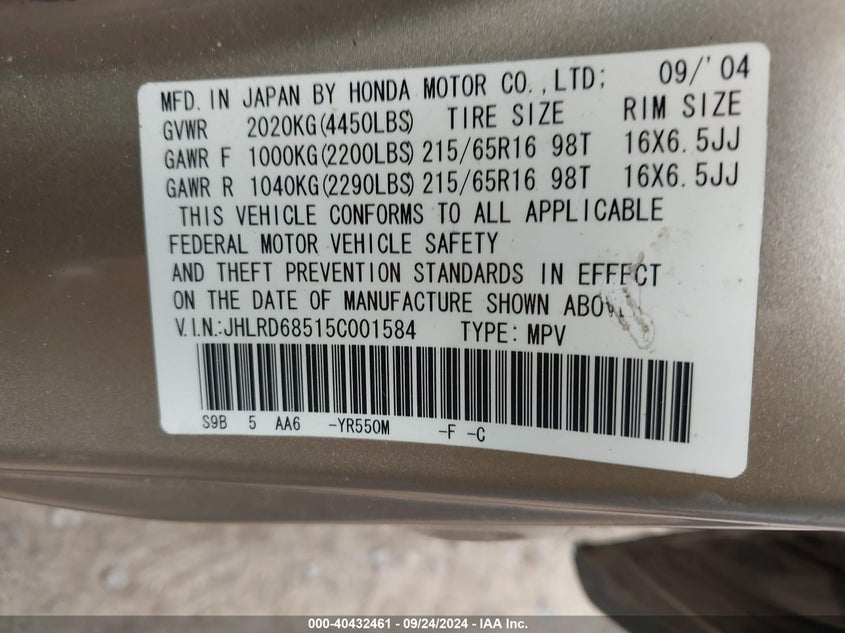 MFD. IN JAPAN BY HONDA MOTOR CO.,LTD; 09/'04
GVWR 2020KG(4450LBS) TIRE SIZE RIM SIZE
GAWR F 1000KG(2200LBS) 215/65R16 98T 16X6.5JJ
GAWR R 1040KG(2290LBS) 215/65R16 98T 16X6.5JJ
THIS VEHICLE CONFORMS TO ALL APPLICABLE
FEDERAL MOTOR VEHICLE SAFETY
AND THEFT PREVENTION STANDARDS IN EFFECT
ON THE DATE OF MANUFACTURE SHOWN ABOVE.
V.I.N.:JHLRD68515C001584 TYPE: MPV
S9B 5 AA6 -YR550M -F -C
000-40432461 - 09/24/2024 - IAA Inc.